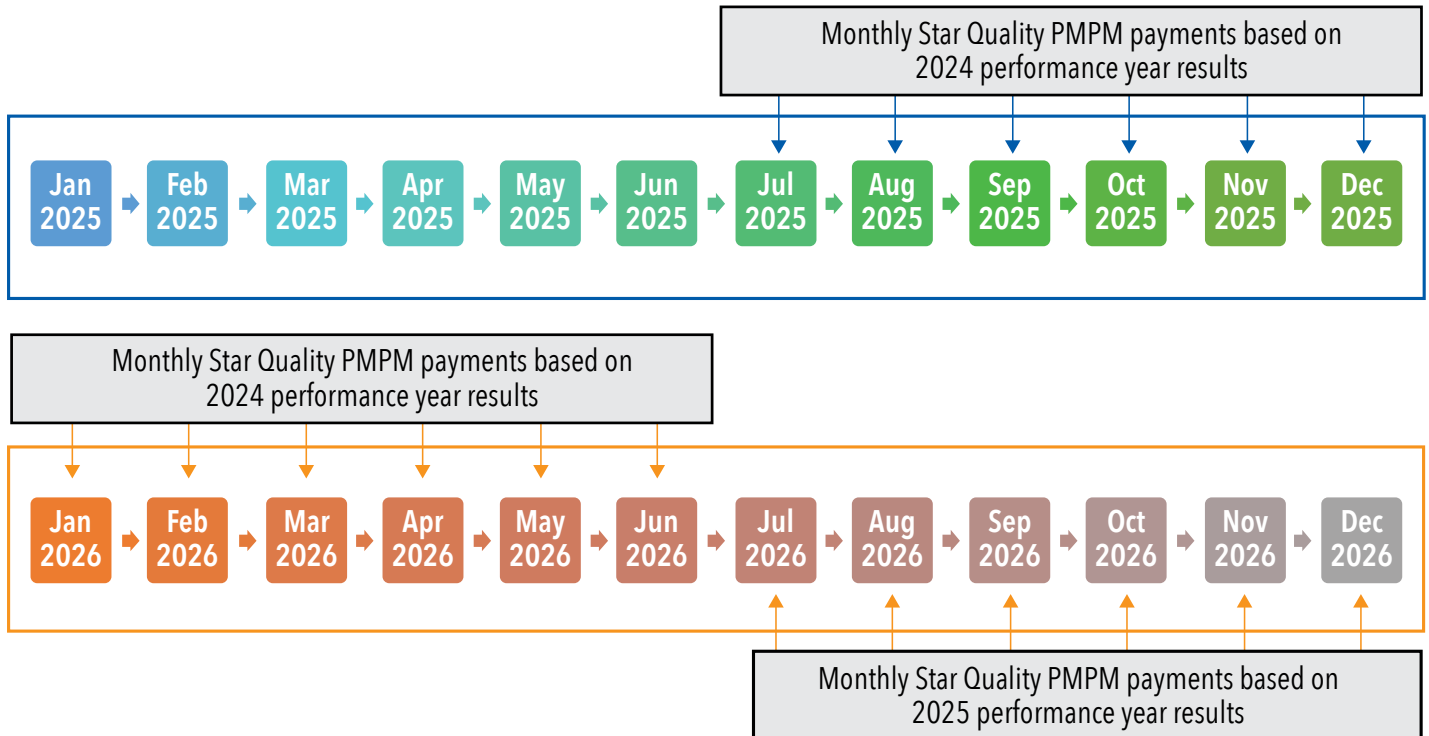 Monthly Star Quality PMPM payments based on
2024 performance year results
Jan
2025
Feb
2025
Mar
2025
Apr
2025
May
2025
Jun
2025
Jul
2025
Aug
2025
Sep
2025
Oct
2025
Nov
2025
Dec
2025
Monthly Star Quality PMPM payments based on
2024 performance year results
Jan
2026
Feb
2026
Mar
2026
Apr
2026
May
2026
Jun
2026
Jul
2026
Aug
2026
Sep
2026
Oct
2026
Nov
2026
Dec
2026
Monthly Star Quality PMPM payments based on
2025 performance year results